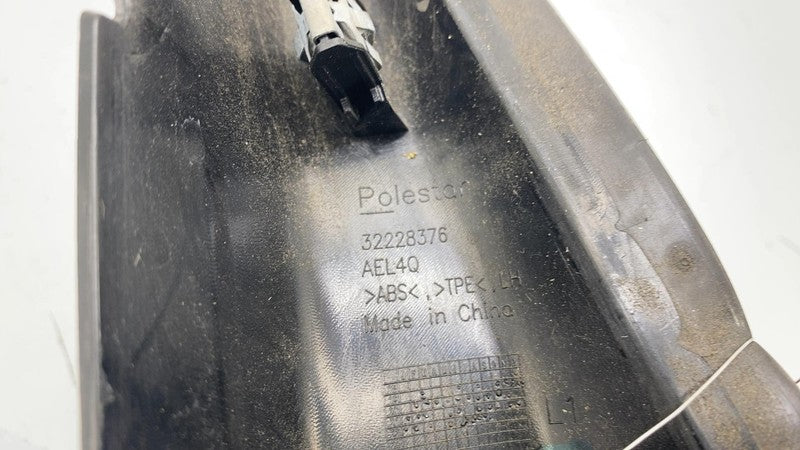 Polestar
32228376
AEL4Q
>ABS<,>TPE<,LH
Made in China
L1